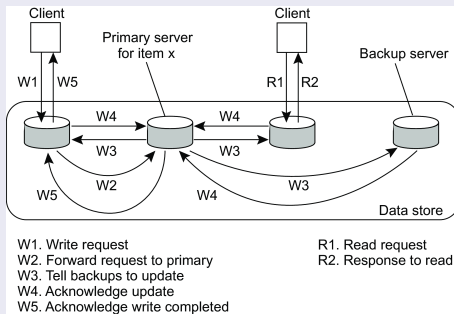 Client
Client
Primary server
for item x
Backup server
W1
W5
R1
R2
W4
W4
W3
W3
W5
W2
W4
W3
Data store
W1. Write request
W2. Forward request to primary
W3. Tell backups to update
W4. Acknowledge update
W5. Acknowledge write completed
R1. Read request
R2. Response to read